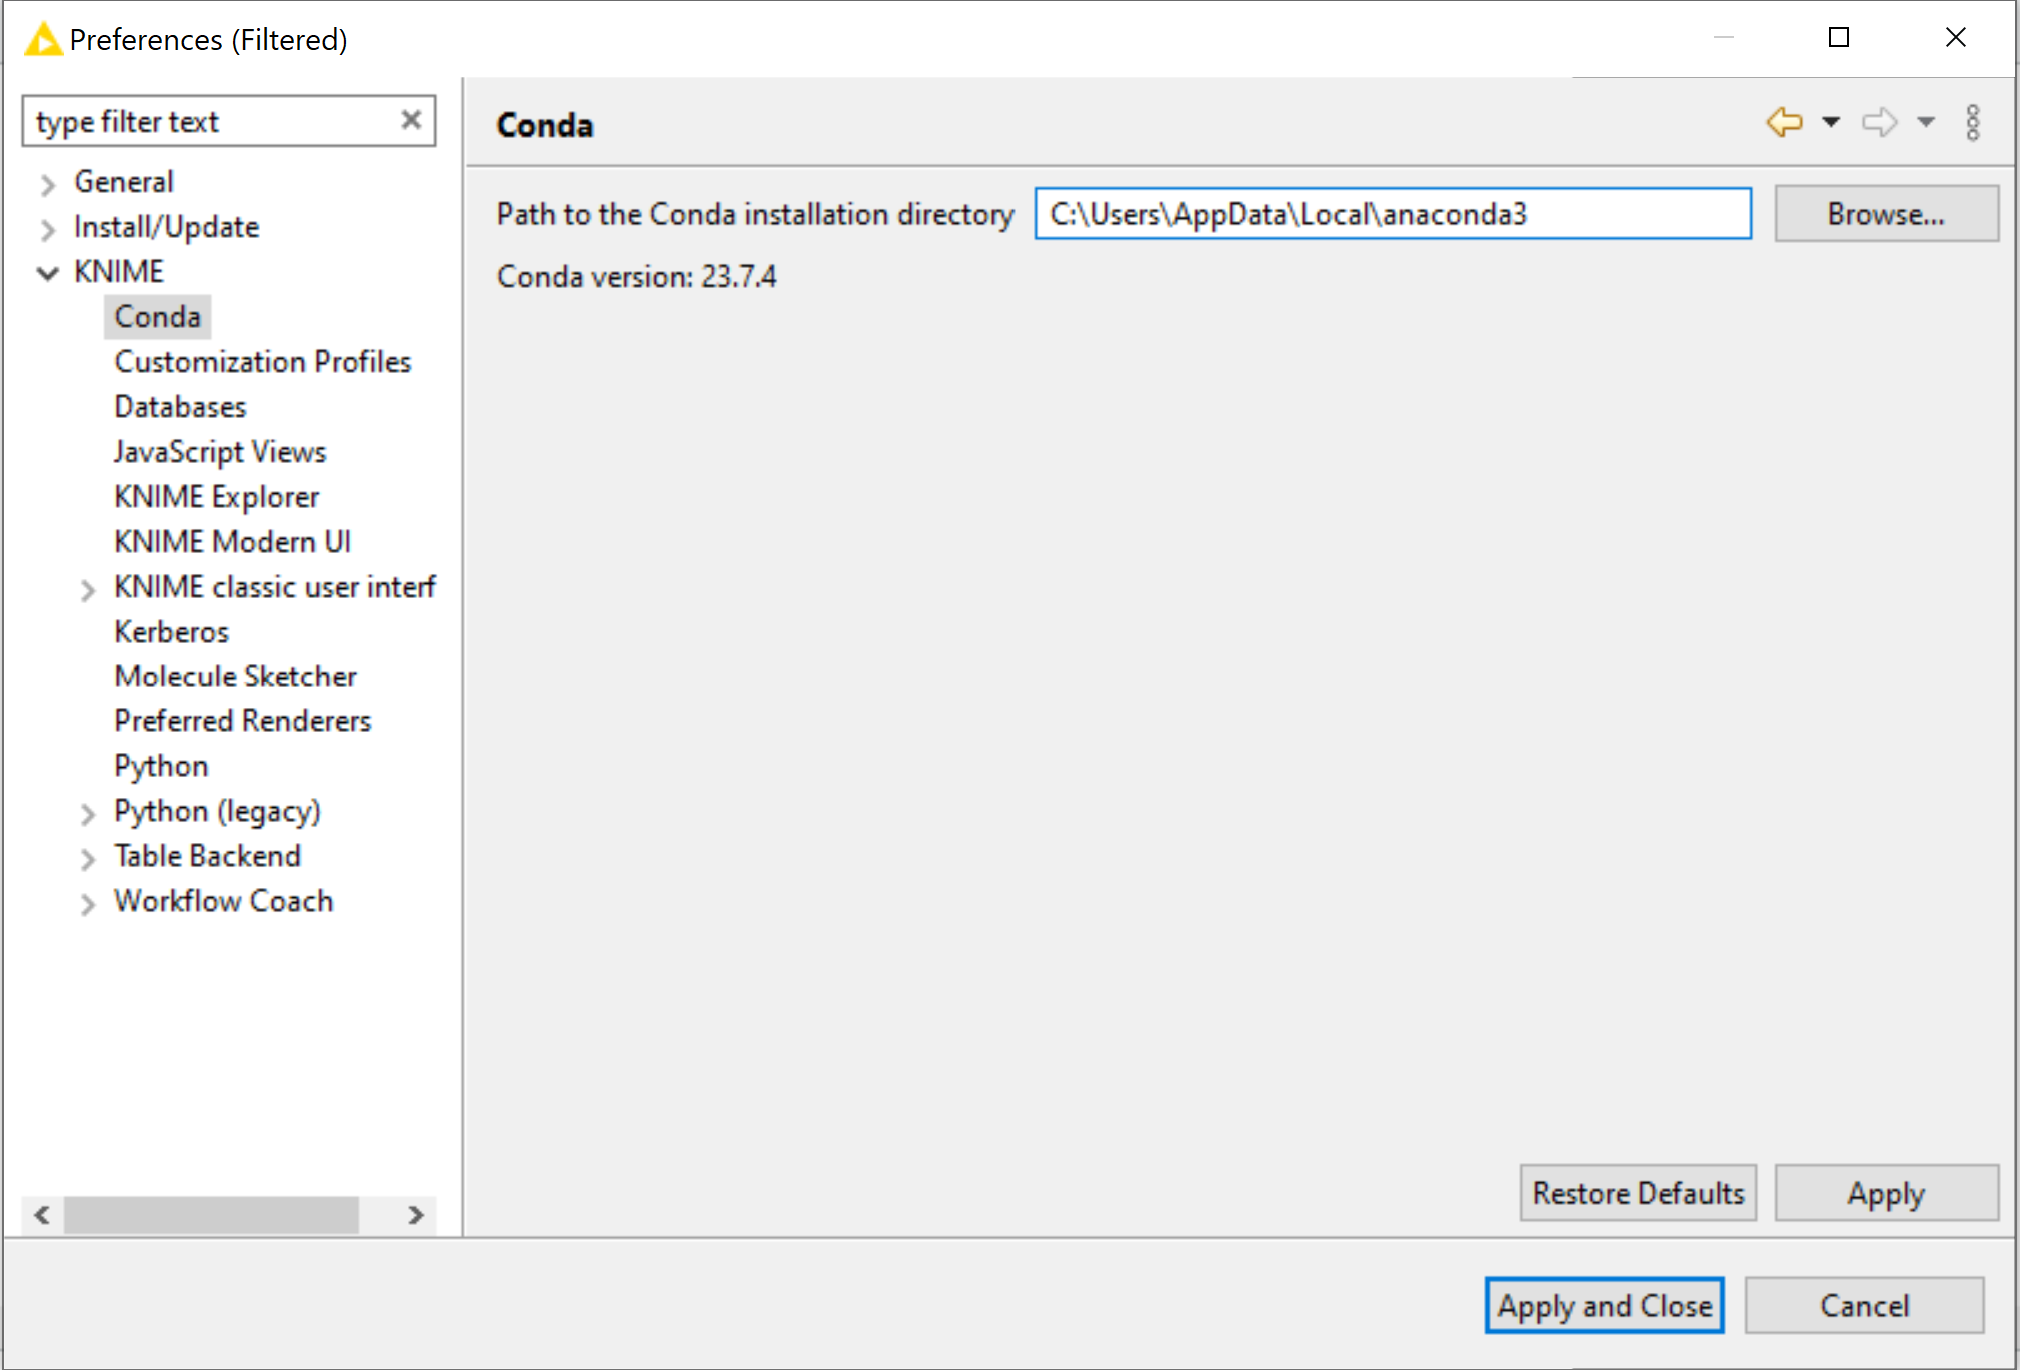 Preferences (Filtered)
type filter text
General
Install/Update
KNIME
Conda
Customization Profiles
Databases
JavaScript Views
KNIME Explorer
KNIME Modern UI
KNIME classic user interf
Kerberos
Molecule Sketcher
Preferred Renderers
Python
Python (legacy)
Table Backend
Workflow Coach
Conda
Path to the Conda installation directory C:\Users\AppData\Local\anaconda3 Browse...
Conda version: 23.7.4
Restore Defaults Apply
Apply and Close Cancel